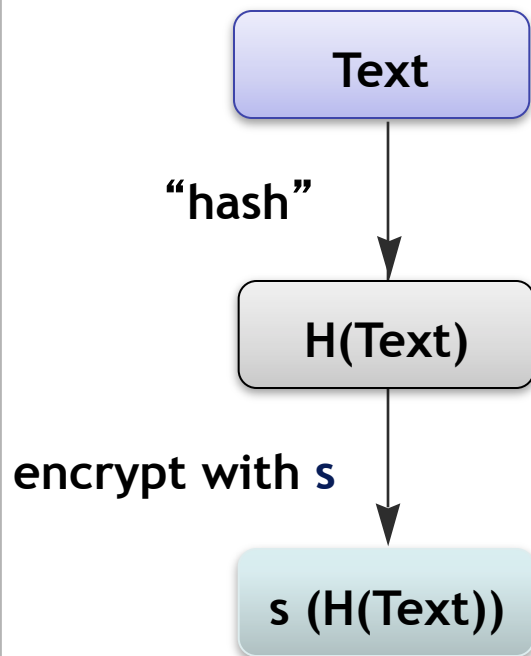 Text
“hash”
H(Text)
encrypt with s
s (H(Text))